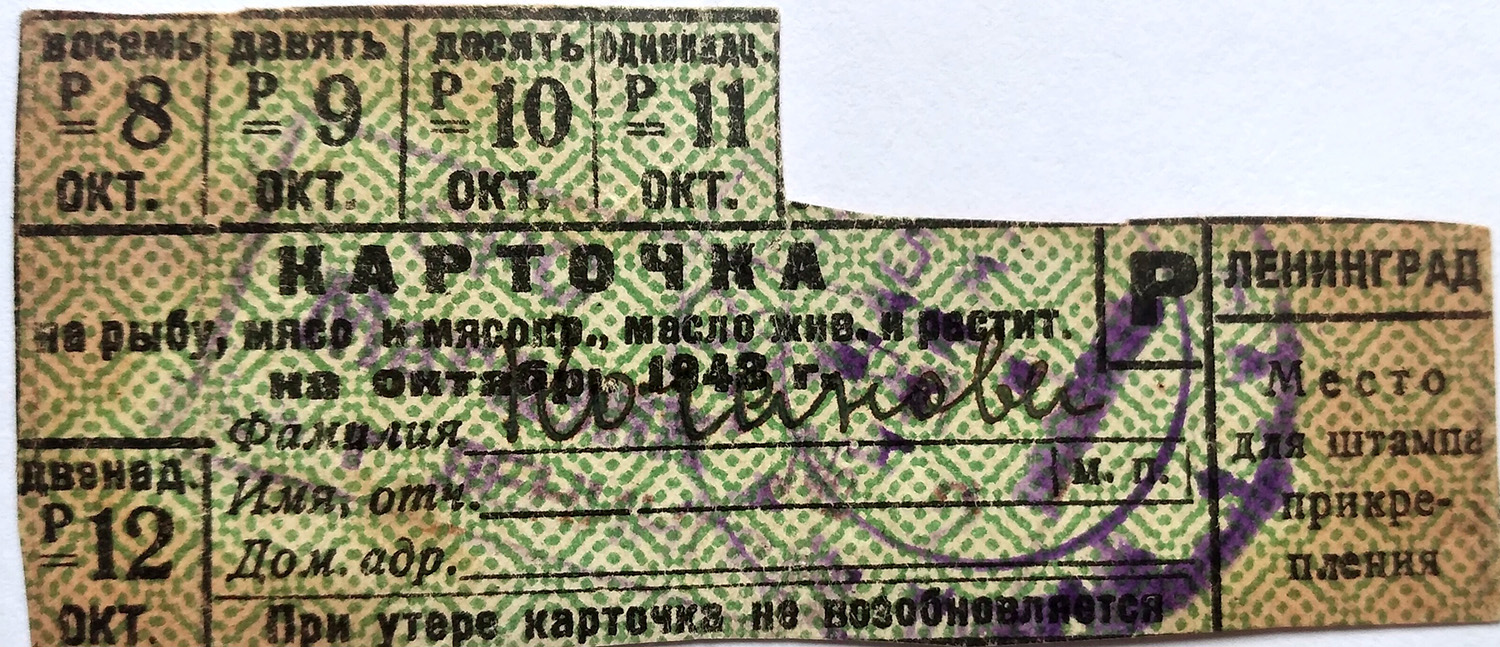 восемь девять десять одиннадц.
Р 8 Р 9 Р 10 Р 11
ОКТ. ОКТ. ОКТ. ОКТ.
КАРТОЧКА
Р
ЛЕНИНГРАД
на рыбу, мясо и мясопр., масло жив. и растит.
на октябрь 1943 г.
Фамилия
Имя, отч.
М. П.
Дом. адр.
При утере карточка не возобновляется
двенад.
Р 12
ОКТ.
Место
для штампа
прикре-
пления